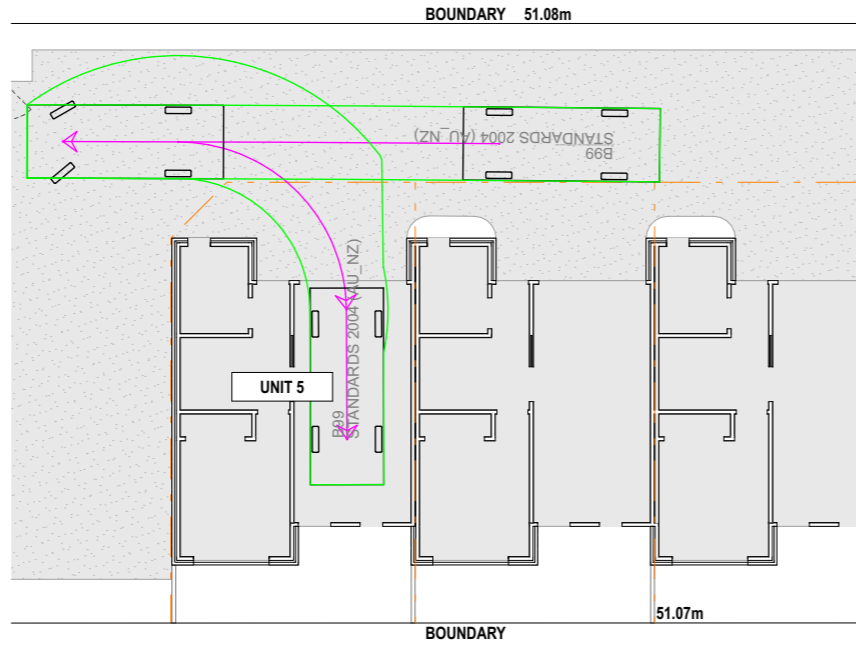 BOUNDARY 51.08m
B99
STANDARDS 2004 (AU_NZ)
B99
STANDARDS 2004 (AU_NZ)
UNIT 5
51.07m
BOUNDARY